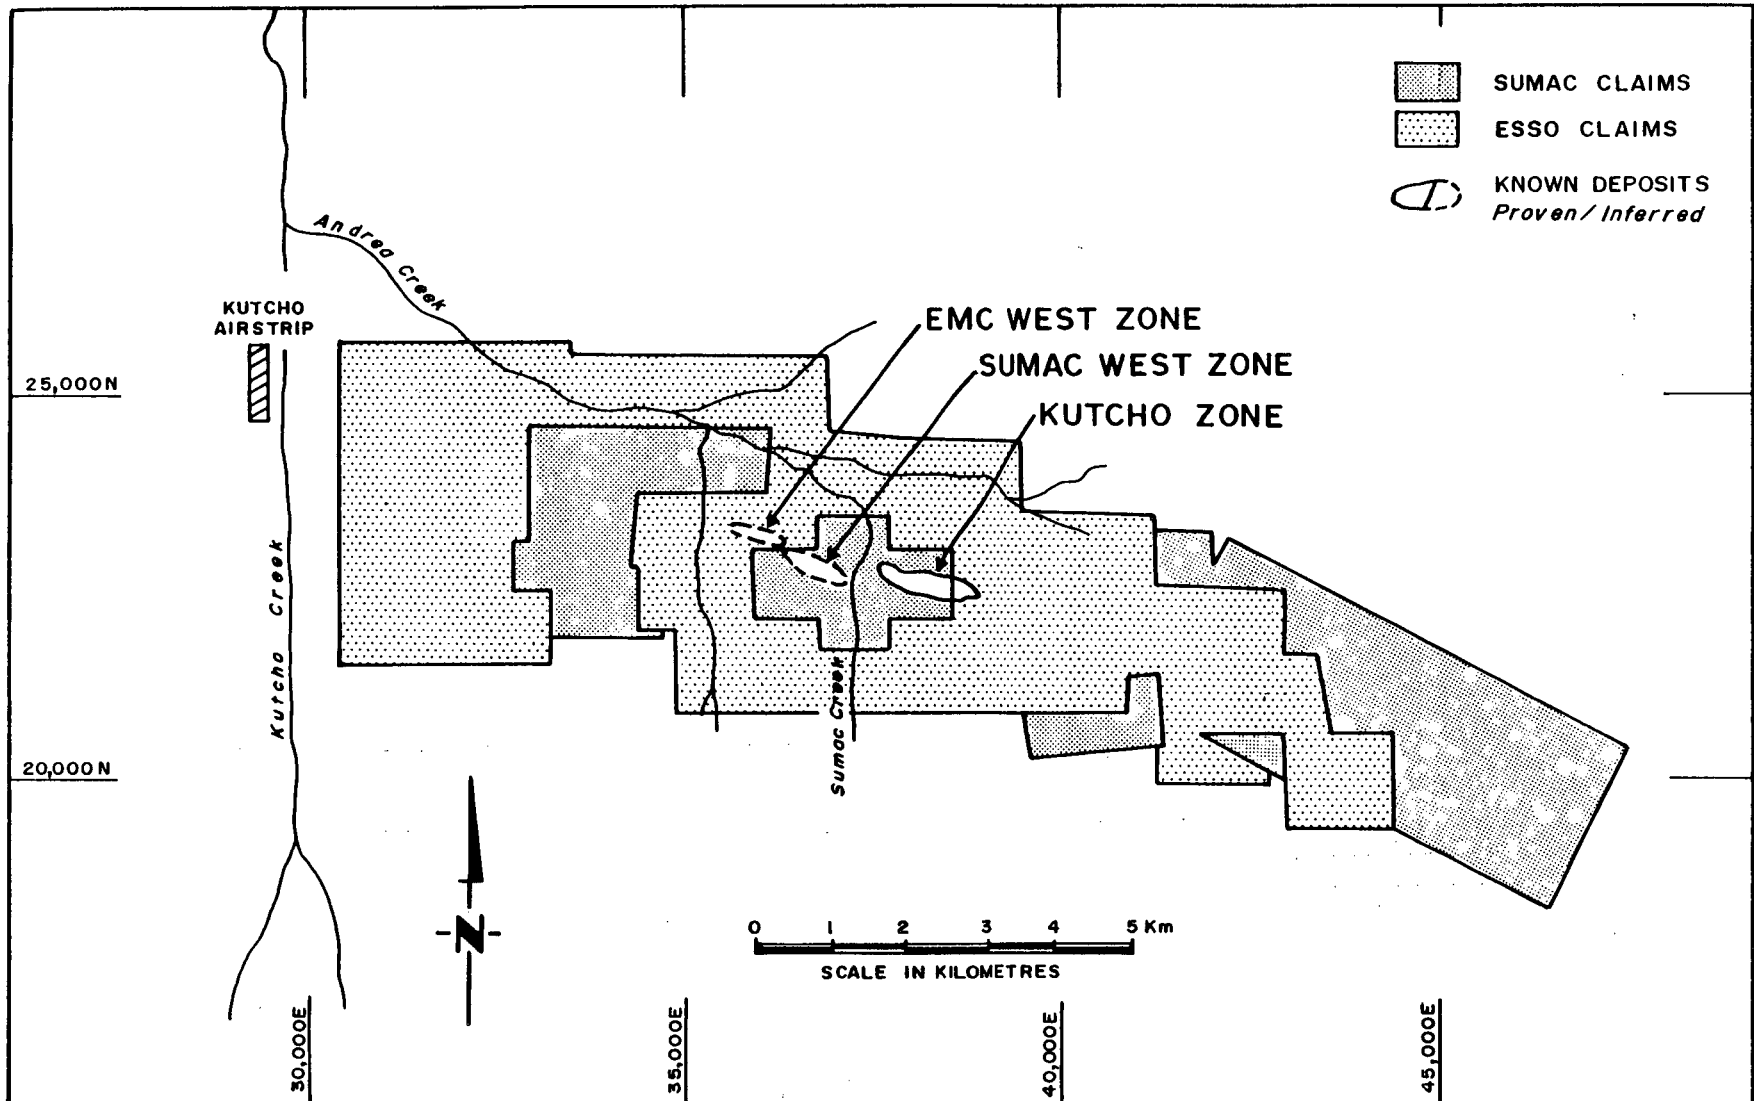 SUMAC CLAIMS
ESSO CLAIMS
KNOWN DEPOSITS
Proven/Inferred
Andrea Creek
KUTCHO
AIRSTRIP
EMC WEST ZONE
SUMAC WEST ZONE
KUTCHO ZONE
25,000N
Kutcho Creek
Sumac Creek
20,000N
N
0 1 2 3 4 5 Km
SCALE IN KILOMETRES
30,000E
35,000E
40,000E
45,000E